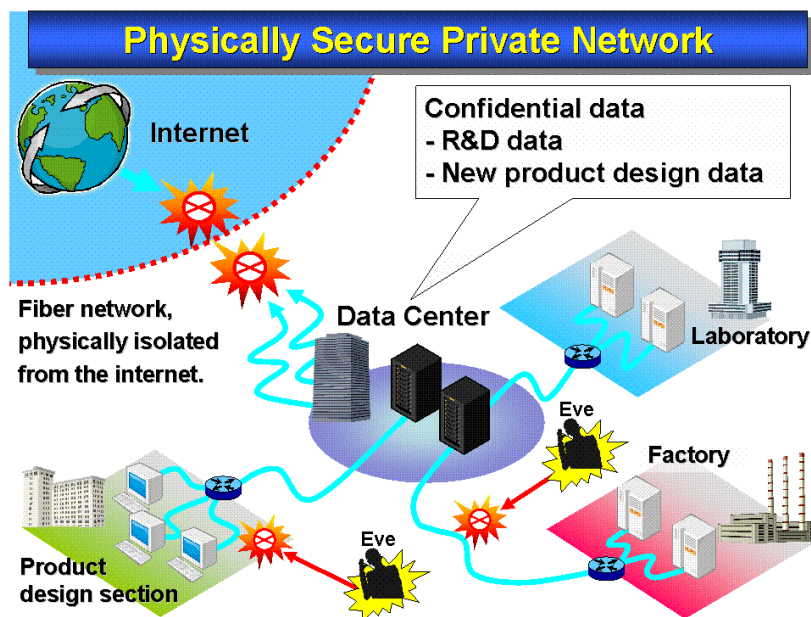 Physically Secure Private Network
Internet
Confidential data
- R&D data
- New product design data
Fiber network,
physically isolated
from the internet.
Data Center
Laboratory
Eve
Factory
Eve
Product
design section